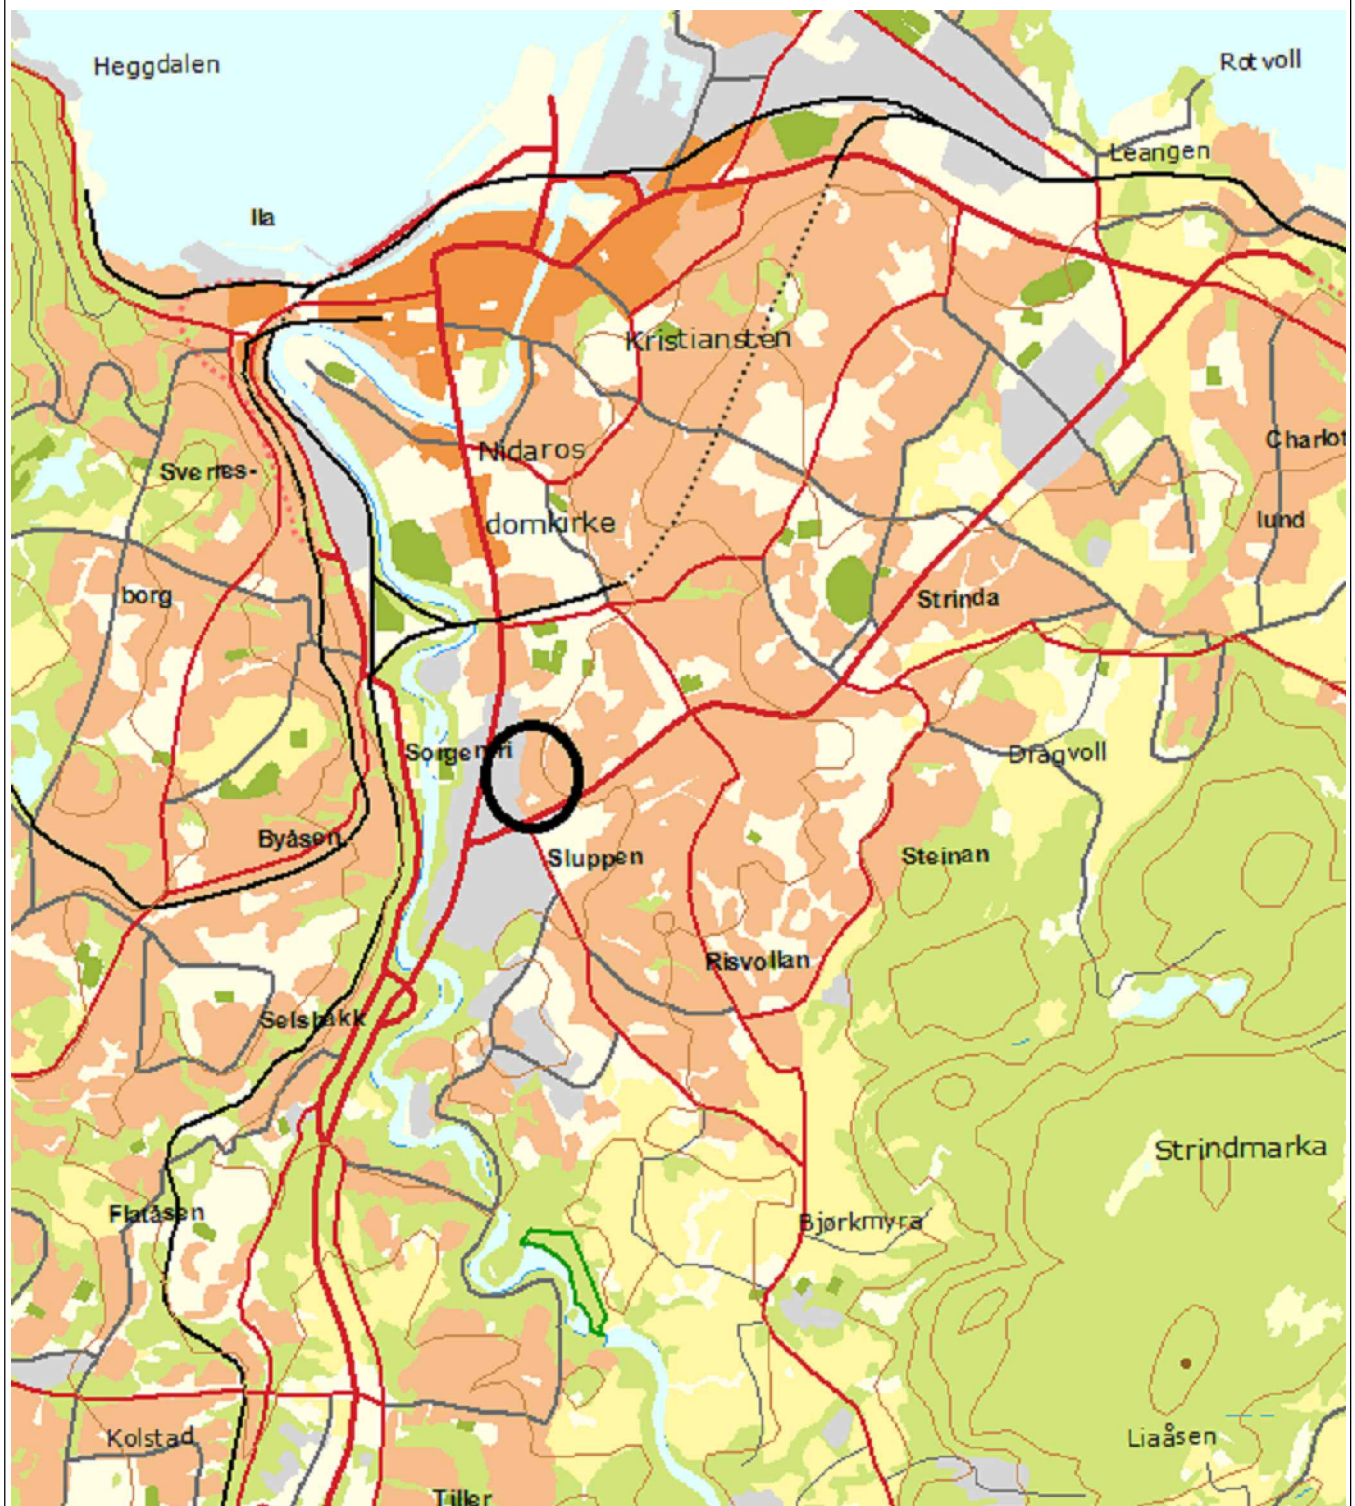 Heggdalen
Rotvoll
Leangen
Ila
Kristiansten
Charlot
Nidaros
Sverres-
lund
domkirke
borg
Strinda
Sorgenfri
Dragvoll
Byåsen
Sluppen
Steinan
Risvollan
Selsbakk
Strindmarka
Flatåsen
Bjørkmyra
Kolstad
Liaåsen
Tiller